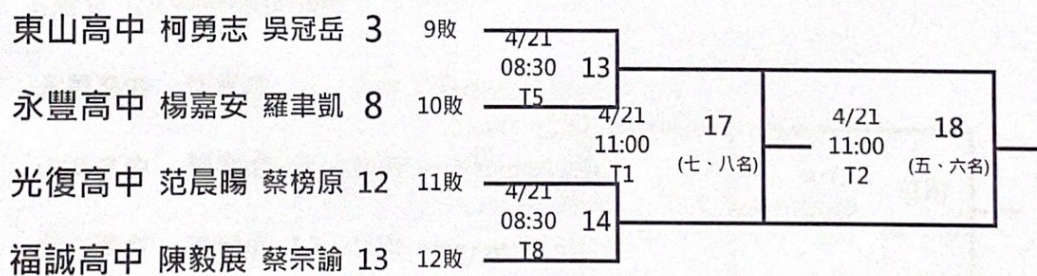 東山高中 柯勇志 吳冠岳 3 9敗
4/21
08:30 13
T5
永豐高中 楊嘉安 羅聿凱 8 10敗
4/21
11:00
T1
17
(七、八名)
4/21
11:00
T2
18
(五、六名)
光復高中 范晨暘 蔡榜原 12 11敗
4/21
08:30 14
T8
福誠高中 陳毅展 蔡宗諭 13 12敗